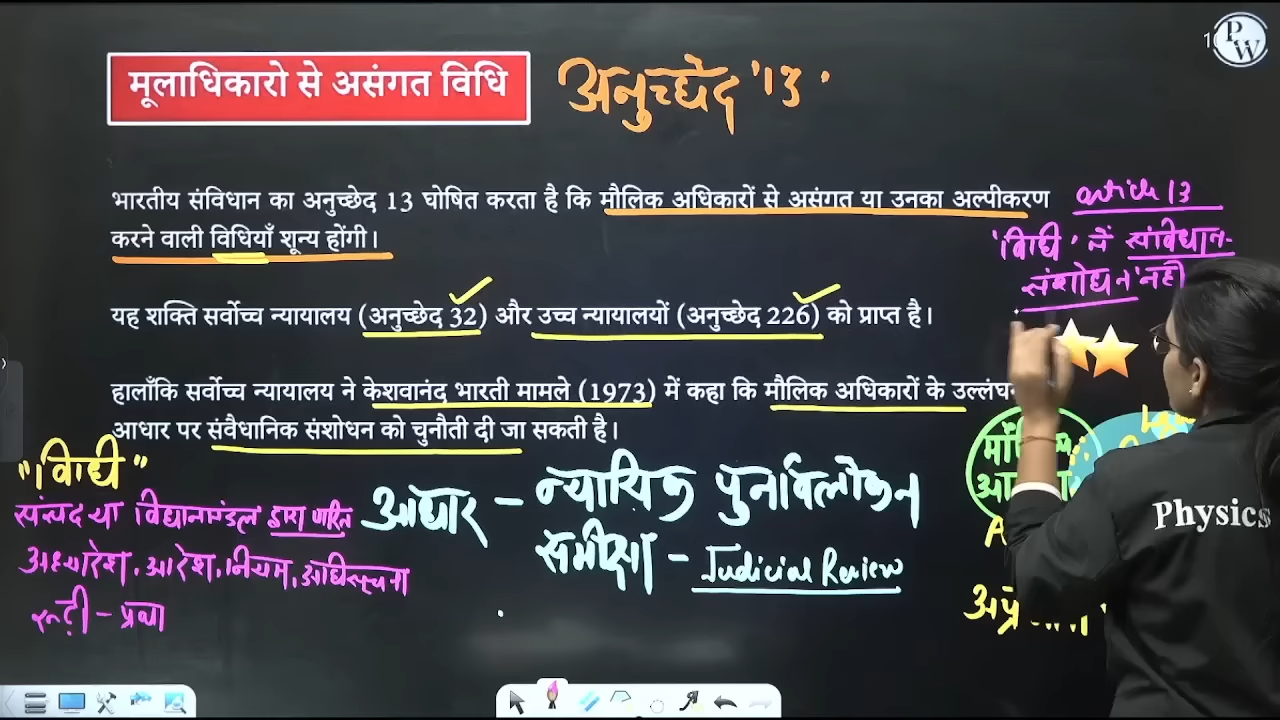 मूलाधिकारो से असंगत विधि
अनुच्छेद '13'
PW
भारतीय संविधान का अनुच्छेद 13 घोषित करता है कि मौलिक अधिकारों से असंगत या उनका अल्पीकरण
करने वाली विधियाँ शून्य होंगी।
article 13
'विधी' में संविधान-
संशोधन 'नही
यह शक्ति सर्वोच्च न्यायालय (अनुच्छेद 32) और उच्च न्यायालयों (अनुच्छेद 226) को प्राप्त है।
हालाँकि सर्वोच्च न्यायालय ने केशवानंद भारती मामले (1973) में कहा कि मौलिक अधिकारों के उल्लंघन
आधार पर संवैधानिक संशोधन को चुनौती दी जा सकती है।
"विधी"
संसद या विधानमंडल द्वारा पारित
अध्यादेश, आदेश, नियम, अधिसूचना
रूढ़ी - प्रथा
आधार - न्यायिक पुनर्विलोकन
समीक्षा - Judicial Review
Physics